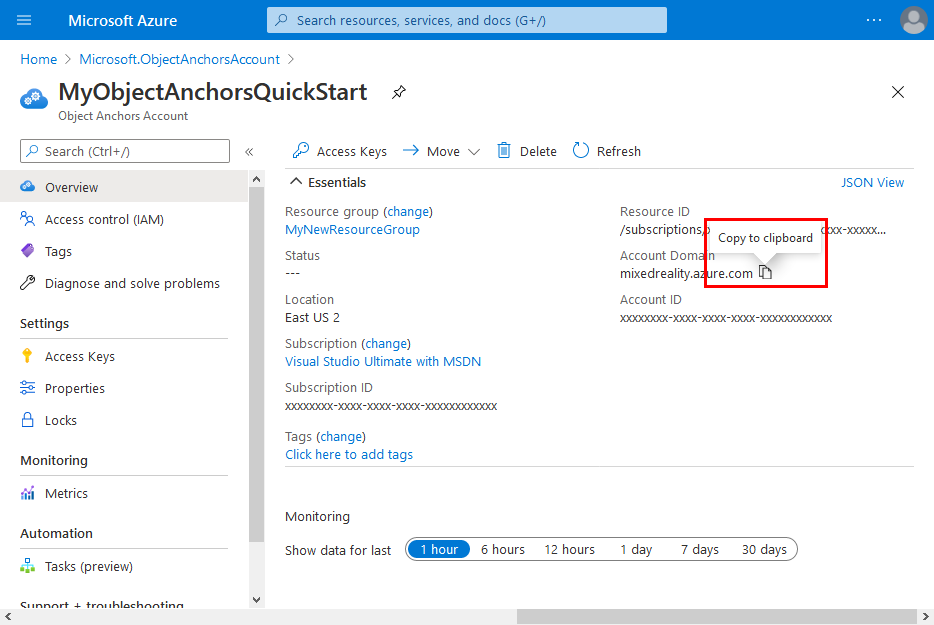 Microsoft Azure
Search resources, services, and docs (G+/)
Home > Microsoft.ObjectAnchorsAccount >
MyObjectAnchorsQuickStart
Object Anchors Account
Search (Ctrl+/)
Overview
Access control (IAM)
Tags
Diagnose and solve problems
Settings
Access Keys
Properties
Locks
Monitoring
Metrics
Automation
Tasks (preview)
Support + troubleshooting
Access Keys
Move
Delete
Refresh
Essentials
JSON View
Resource group (change)
MyNewResourceGroup
Status
---
Location
East US 2
Subscription (change)
Visual Studio Ultimate with MSDN
Subscription ID
xxxxxxxx-xxxx-xxxx-xxxx-xxxxxxxxxxxx
Tags (change)
Click here to add tags
Resource ID
/subscriptions/ xxx-xxxxx...
Copy to clipboard
Account Domain
mixedreality.azure.com
Account ID
xxxxxxxx-xxxx-xxxx-xxxx-xxxxxxxxxxxx
Monitoring
Show data for last
1 hour
6 hours
12 hours
1 day
7 days
30 days